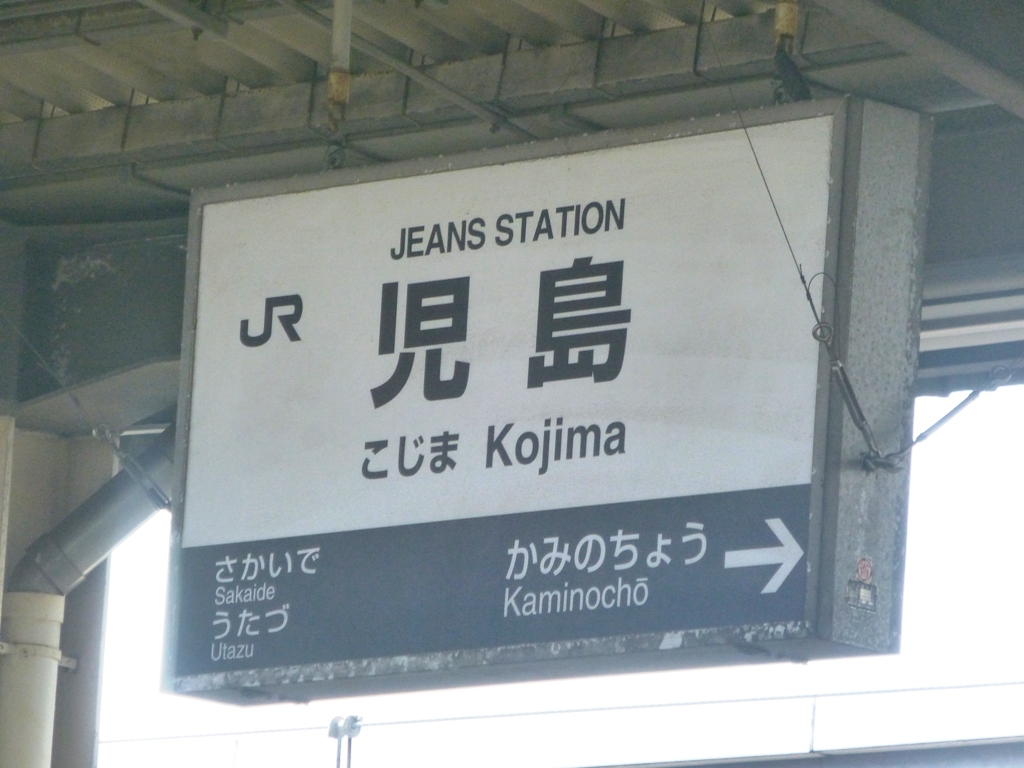 JEANS STATION
JR
児島
こじま Kojima
さかいで
Sakaide
うたづ
Utazu
かみのちょう
Kaminochō